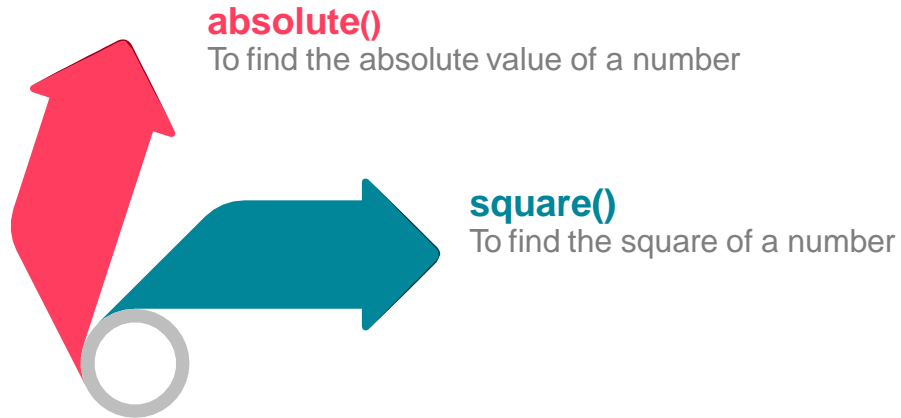 absolute()
To find the absolute value of a number
square()
To find the square of a number